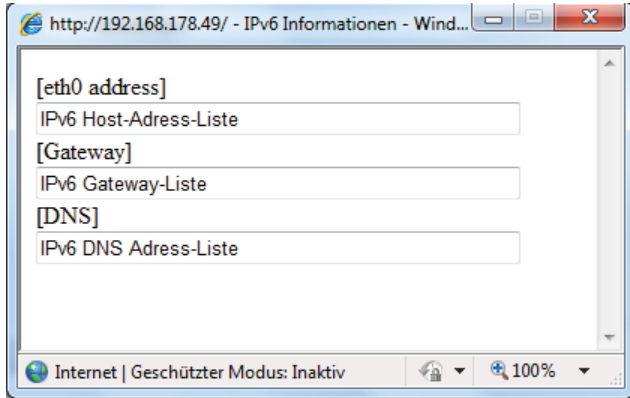 http://192.168.178.49/ - IPv6 Informationen - Wind...
[eth0 address]
IPv6 Host-Adress-Liste
[Gateway]
IPv6 Gateway-Liste
[DNS]
IPv6 DNS Adress-Liste
Internet | Geschützter Modus: Inaktiv 100%